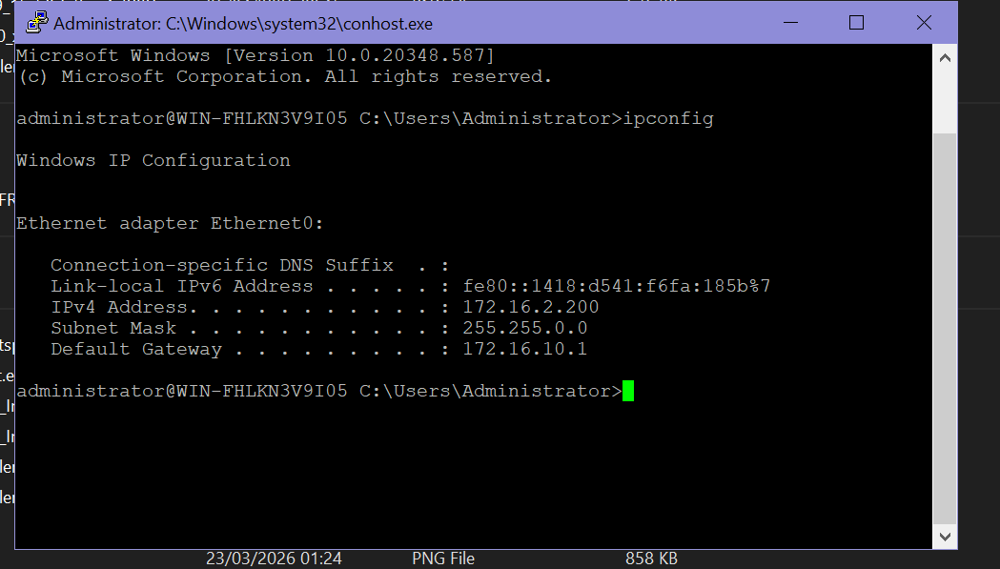 Administrator: C:\Windows\system32\conhost.exe
Microsoft Windows [Version 10.0.20348.587]
(c) Microsoft Corporation. All rights reserved.
administrator@WIN-FHLKN3V9I05 C:\Users\Administrator>ipconfig
Windows IP Configuration
Ethernet adapter Ethernet0:
Connection-specific DNS Suffix  . :
Link-local IPv6 Address . . . . . : fe80::1418:d541:f6fa:185b%7
IPv4 Address. . . . . . . . . . . : 172.16.2.200
Subnet Mask . . . . . . . . . . . : 255.255.0.0
Default Gateway . . . . . . . . . : 172.16.10.1
administrator@WIN-FHLKN3V9I05 C:\Users\Administrator>
23/03/2026 01:24 PNG File 858 KB